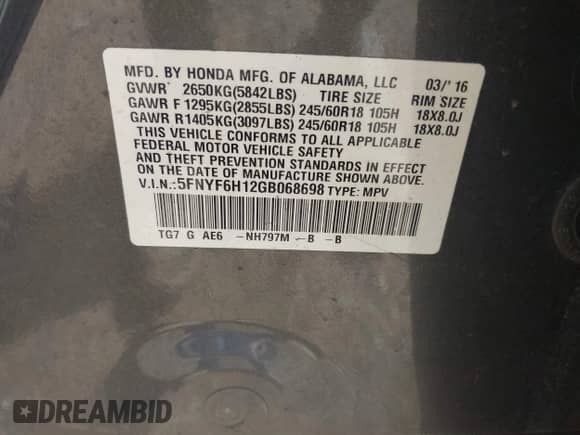 MFD. BY HONDA MFG. OF ALABAMA, LLC 03/'16
GVWR* 2650KG(5842LBS) TIRE SIZE RIM SIZE
GAWR F 1295KG(2855LBS) 245/60R18 105H 18X8.0J
GAWR R1405KG(3097LBS) 245/60R18 105H 18X8.0J
THIS VEHICLE CONFORMS TO ALL APPLICABLE
FEDERAL MOTOR VEHICLE SAFETY
AND THEFT PREVENTION STANDARDS IN EFFECT
ON THE DATE OF MANUFACTURE SHOWN ABOVE.
V.I.N.:5FNYF6H12GB068698 TYPE: MPV
TG7 G AE6 -NH797M --B -B
DREAMBID